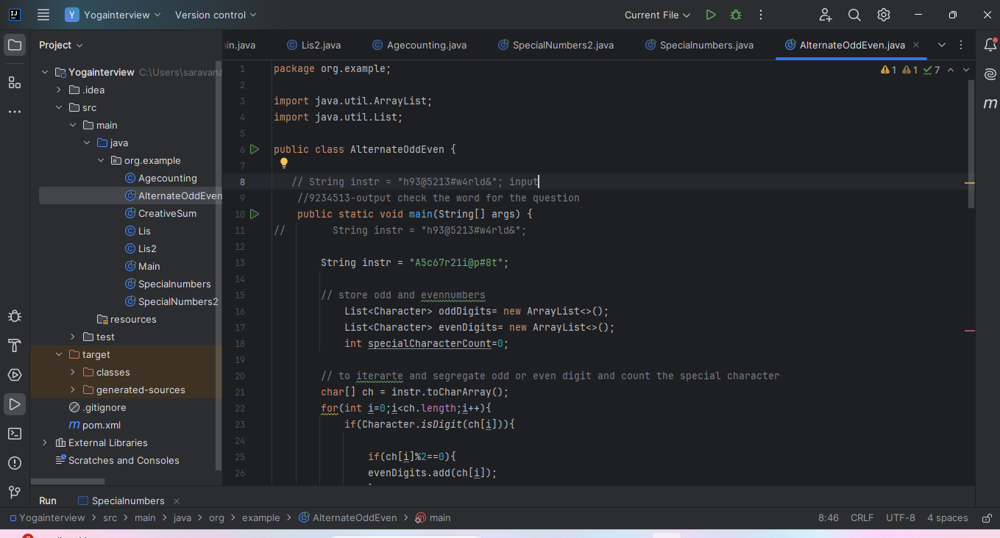 Y Yogainterview Version control Current File
Project
ain.java Lis2.java Agecounting.java SpecialNumbers2.java Specialnumbers.java AlternateOddEven.java
Yogainterview C:\Users\saravana
.idea
src
main
java
org.example
Agecounting
AlternateOddEven
CreativeSum
Lis
Lis2
Main
Specialnumbers
SpecialNumbers2
resources
test
target
classes
generated-sources
.gitignore
pom.xml
External Libraries
Scratches and Consoles
1 1 7
1 package org.example;
2
3 import java.util.ArrayList;
4 import java.util.List;
5
6 public class AlternateOddEven {
7
8 // String instr = "h93@5213#w4rld&"; input
9 //9234513-output check the word for the question
10 public static void main(String[] args) {
11 // String instr = "h93@5213#w4rld&";
12
13 String instr = "A5c67r21i@p#8t";
14
15 // store odd and evennumbers
16 List<Character> oddDigits= new ArrayList<>();
17 List<Character> evenDigits= new ArrayList<>();
18 int specialCharacterCount=0;
19
20 // to iterarte and segregate odd or even digit and count the special character
21 char[] ch = instr.toCharArray();
22 for(int i=0;i<ch.length;i++){
23 if(Character.isDigit(ch[i])){
24
25 if(ch[i]%2==0){
26 evenDigits.add(ch[i]);
m
Run Specialnumbers
Yogainterview > src > main > java > org > example > AlternateOddEven > main 8:46 CRLF UTF-8 4 spaces